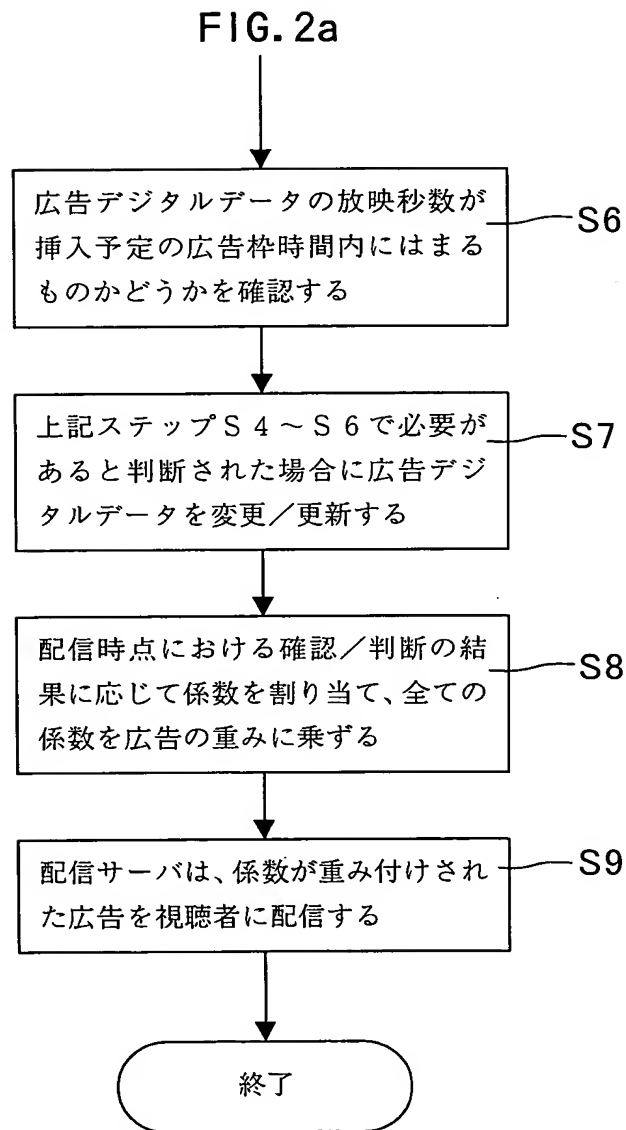 FIG. 2a
広告デジタルデータの放映秒数が
挿入予定の広告枠時間内にはまる
ものかどうかを確認する
S6
上記ステップS4～S6で必要が
あると判断された場合に広告デジ
タルデータを変更／更新する
S7
配信時点における確認／判断の結
果に応じて係数を割り当て、全ての
係数を広告の重みに乗ずる
S8
配信サーバは、係数が重み付けされ
た広告を視聴者に配信する
S9
終了